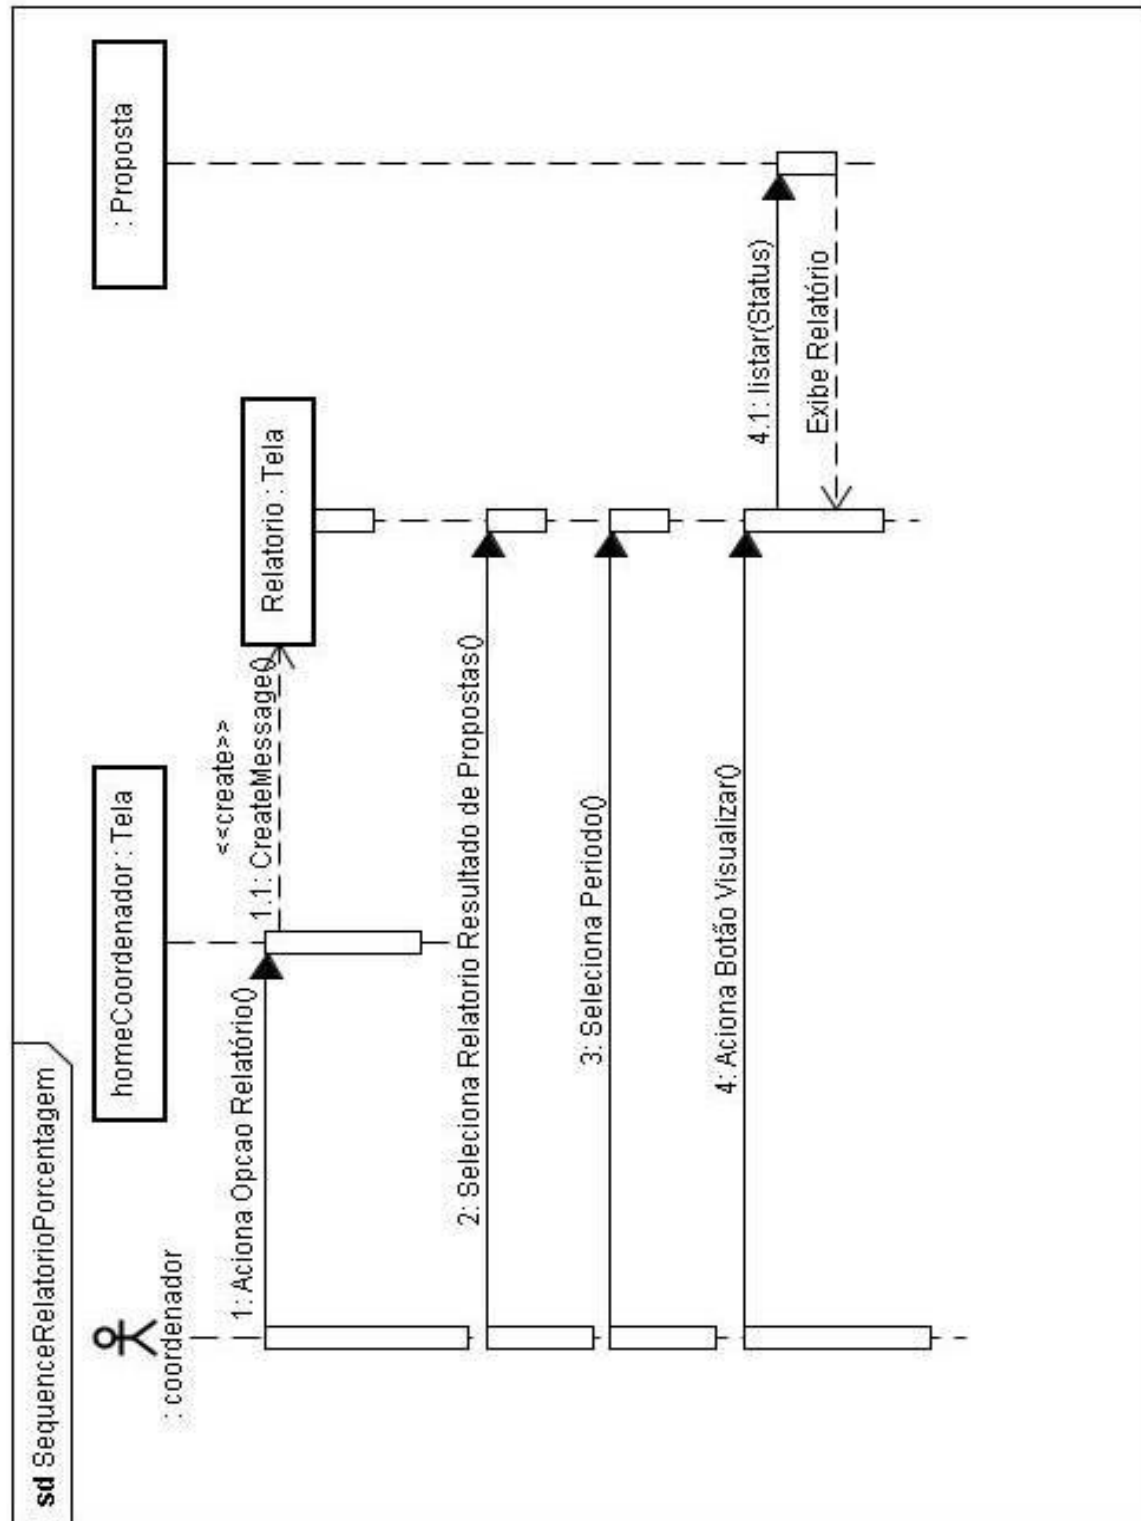 sd SequenceRelatorioPorcentagem
: coordenador
homeCoordenador : Tela
Relatorio : Tela
: Proposta
1: Aciona Opcao Relatório()
<<create>>
1.1: CreateMessage()
2: Seleciona Relatorio Resultado de Propostas()
3: Seleciona Periodo()
4: Aciona Botão Visualizar()
4.1: listar(Status)
Exibe Relatório